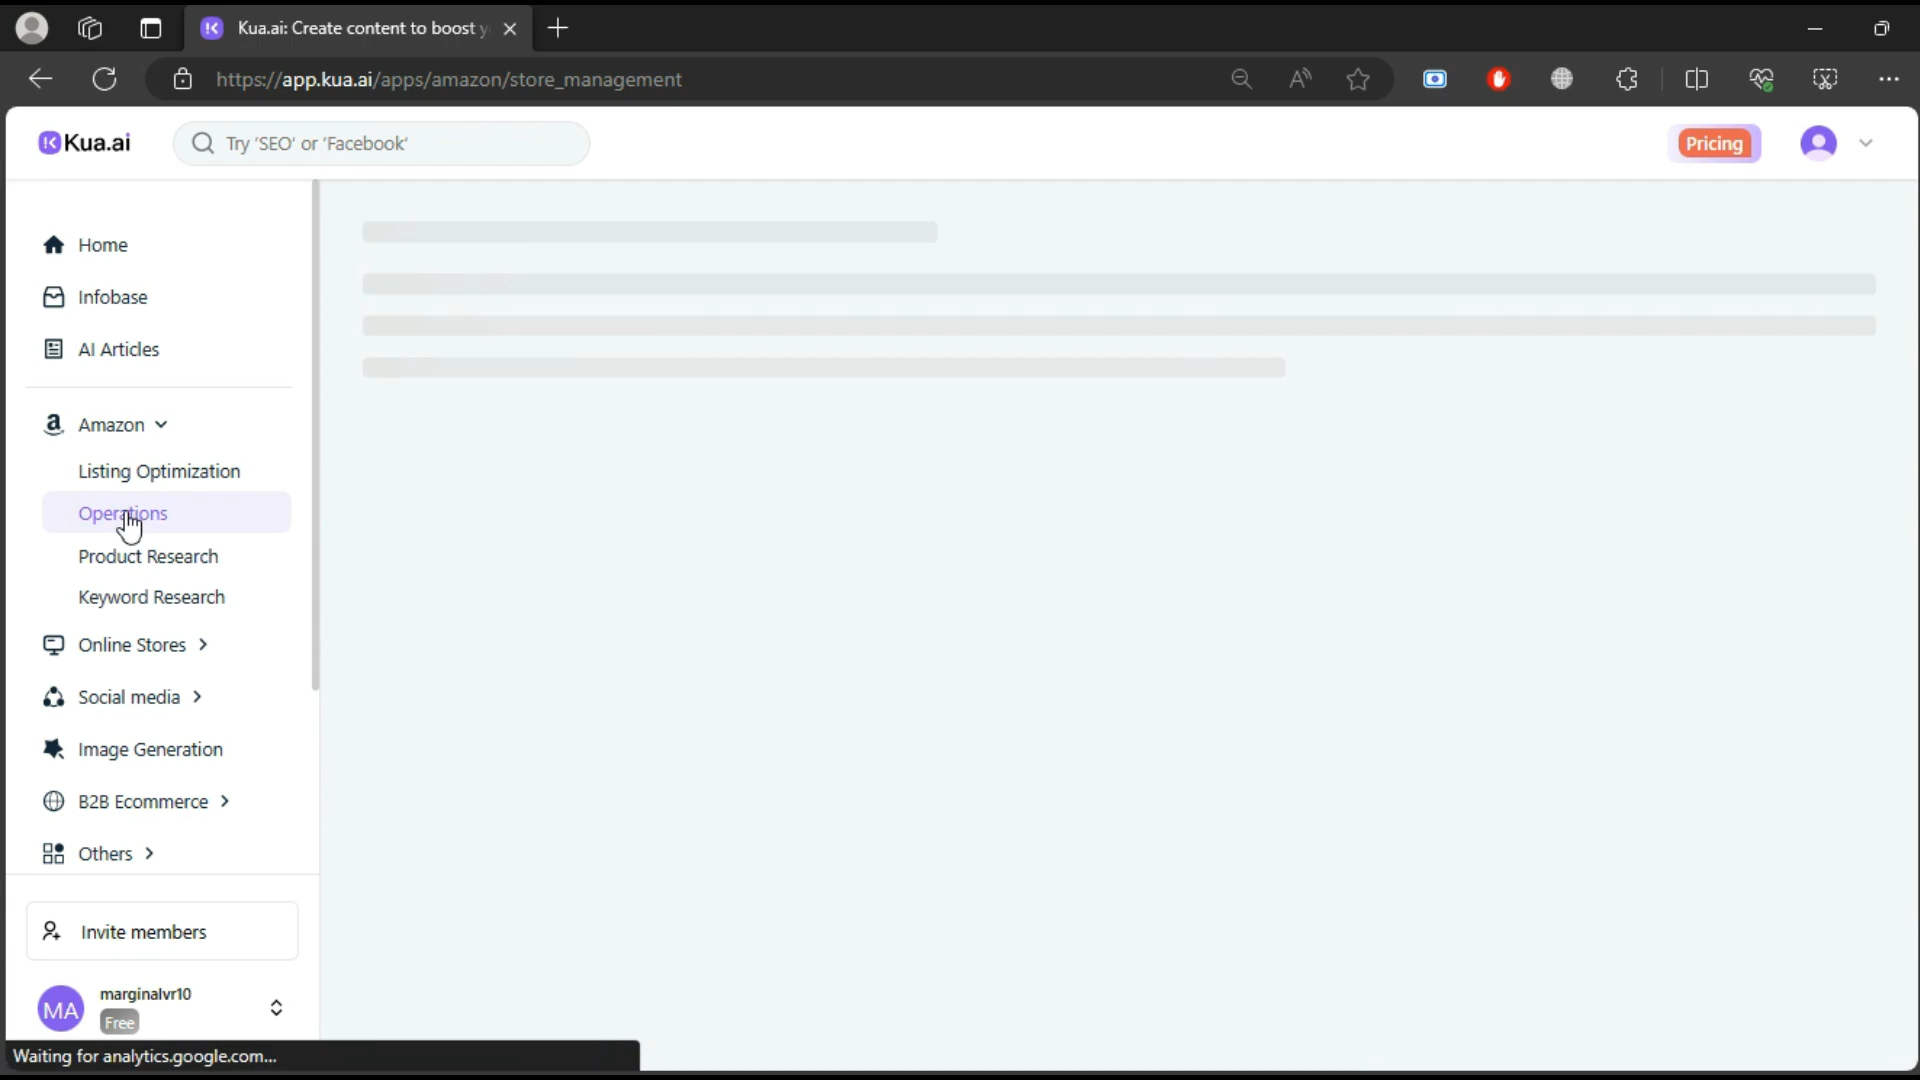 Kua.ai: Create content to boost y
https://app.kua.ai/apps/amazon/store_management
Kua.ai
Try 'SEO' or 'Facebook'
Pricing
Home
Infobase
AI Articles
Amazon
Listing Optimization
Operations
Product Research
Keyword Research
Online Stores
Social media
Image Generation
B2B Ecommerce
Others
Invite members
MA
marginalvr10
Free
Waiting for analytics.google.com...